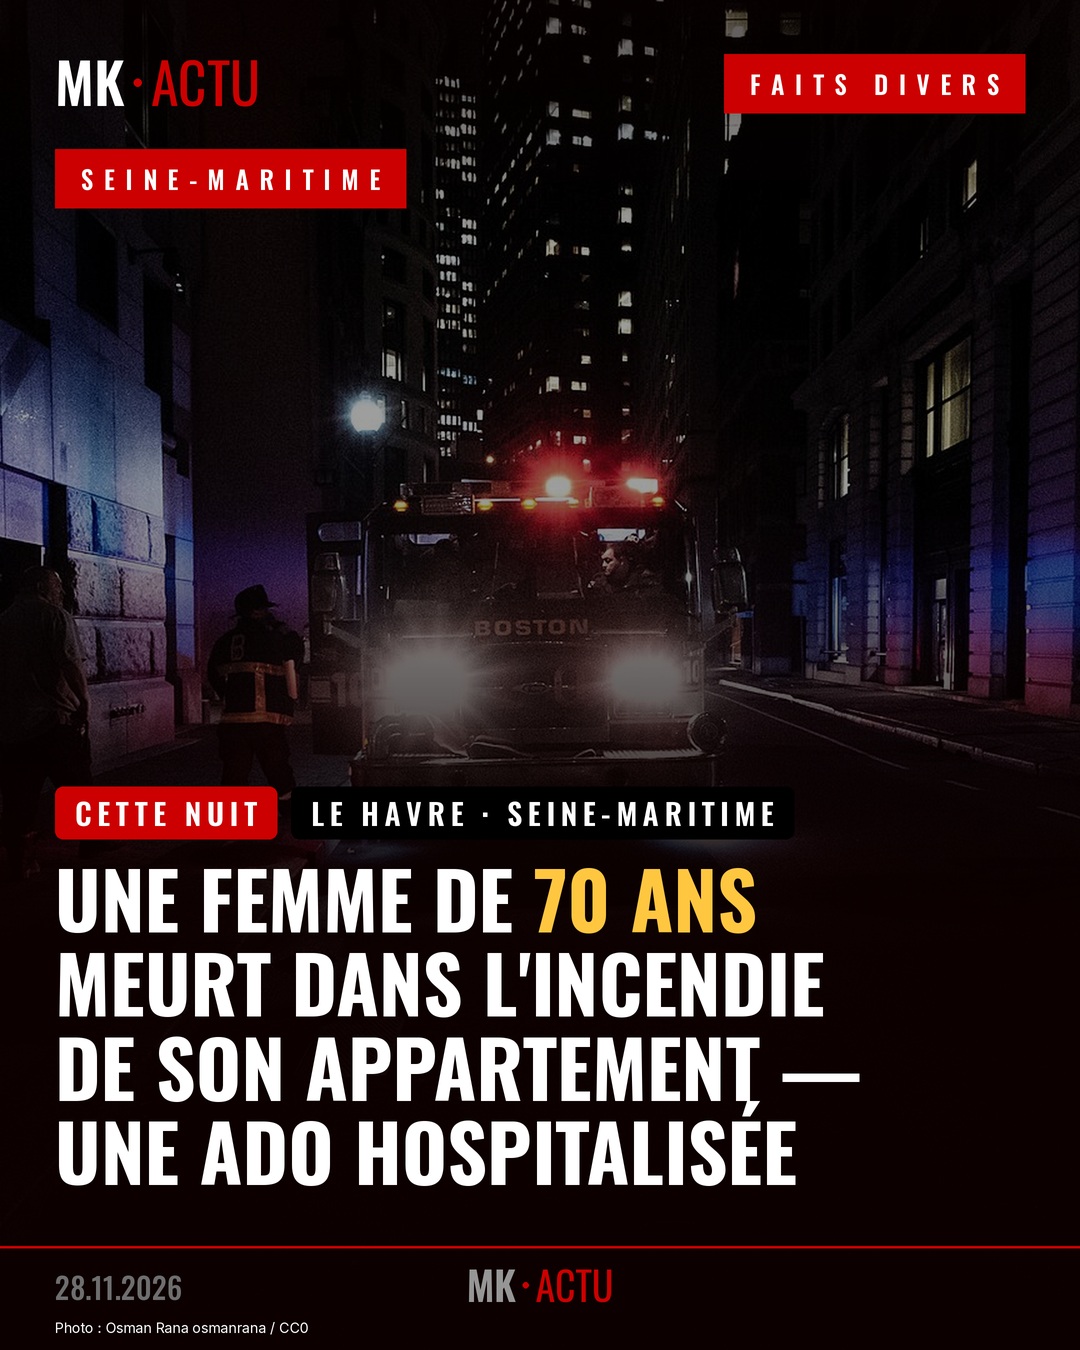 MK·ACTU
FAITS DIVERS
SEINE-MARITIME
BOSTON
CETTE NUIT
LE HAVRE · SEINE-MARITIME
UNE FEMME DE 70 ANS
MEURT DANS L'INCENDIE
DE SON APPARTEMENT —
UNE ADO HOSPITALISÉE
28.11.2026
MK·ACTU
Photo : Osman Rana osmanrana / CC0